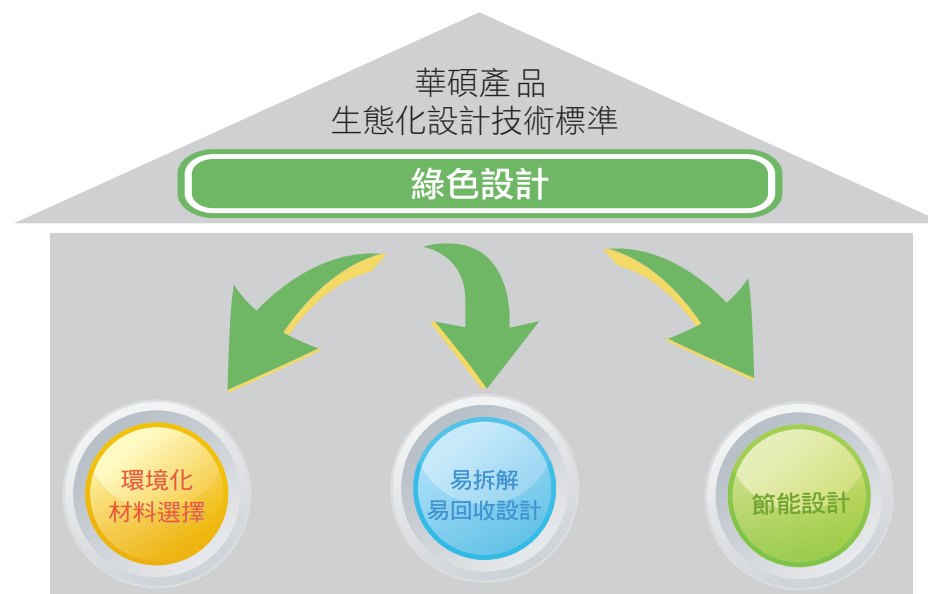 華碩產品
生態化設計技術標準
綠色設計
環境化
材料選擇
易拆解
易回收設計
節能設計